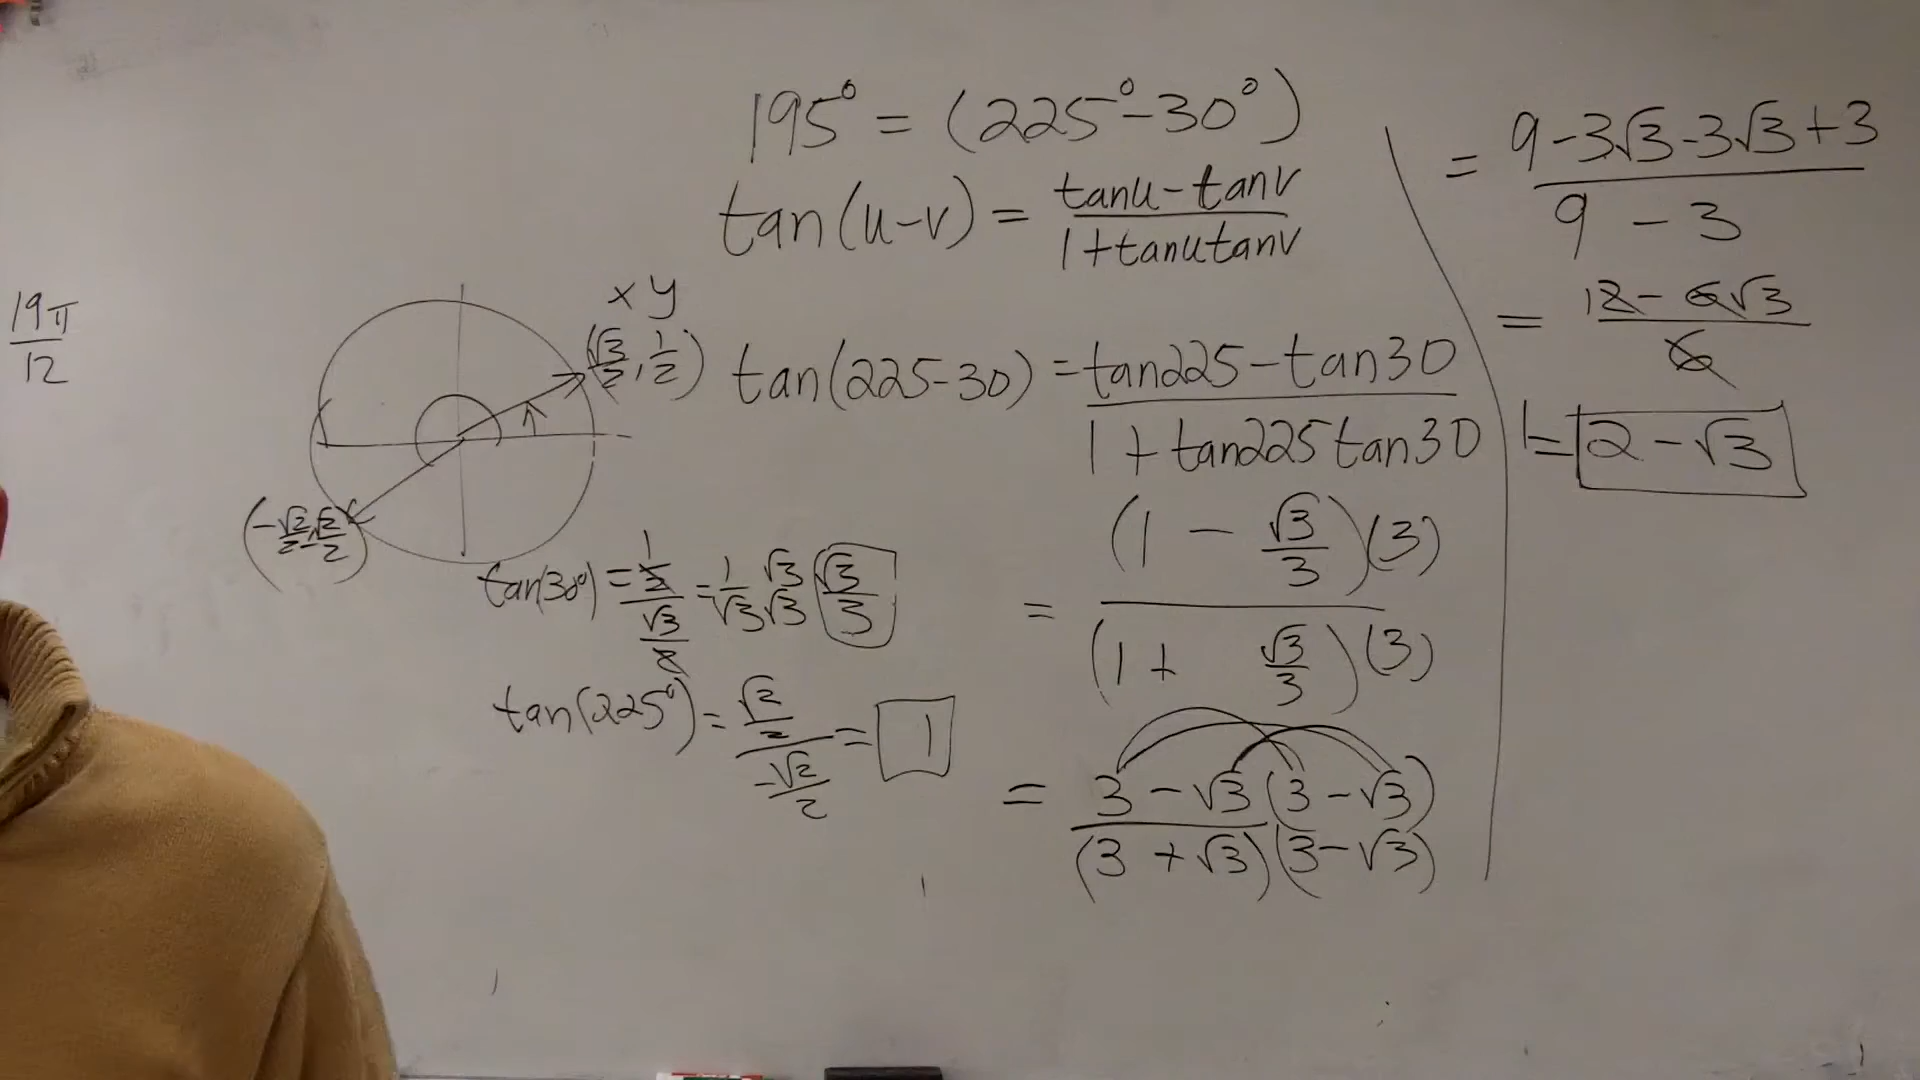 195° = (225° - 30°)
tan(u-v) = (tanu - tanv)/(1 + tanutanv)
19π/12
x y
(√3/2, 1/2)
tan(225-30) = (tan225 - tan30)/(1 + tan225tan30)
(-√2/2, -√2/2)
tan(30°) = (1/2)/(√3/2) = 1/√3 √3/√3 √3/3
= (1 - √3/3)(3)/(1 + √3/3)(3)
tan(225°) = (√2/2)/(-√2/2) = 1
= 3 - √3(3 - √3)/(3 + √3)(3 - √3)
= (9 - 3√3 - 3√3 + 3)/(9 - 3)
= (12 - 6√3)/6
= 2 - √3